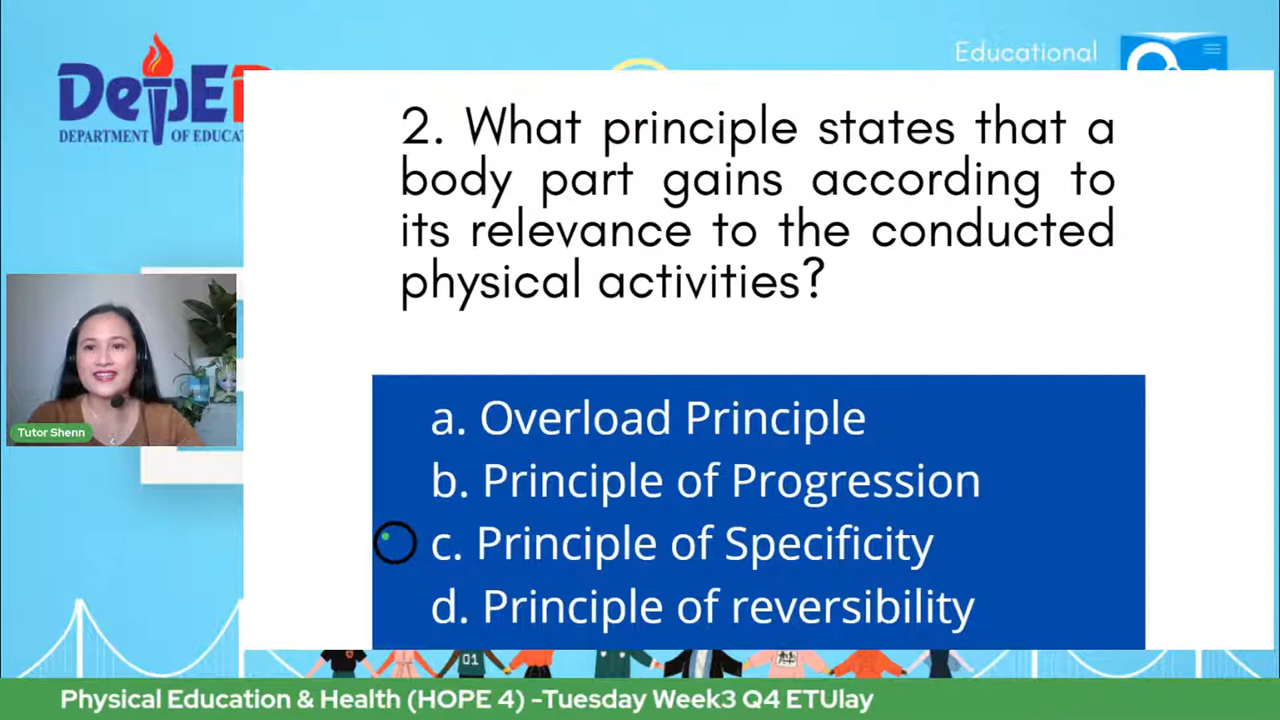 Educational
DepED
DEPARTMENT OF EDUCAT
2. What principle states that a
body part gains according to
its relevance to the conducted
physical activities?
Tutor Shenn
a. Overload Principle
b. Principle of Progression
c. Principle of Specificity
d. Principle of reversibility
01
Physical Education & Health (HOPE 4) -Tuesday Week3 Q4 ETUlay